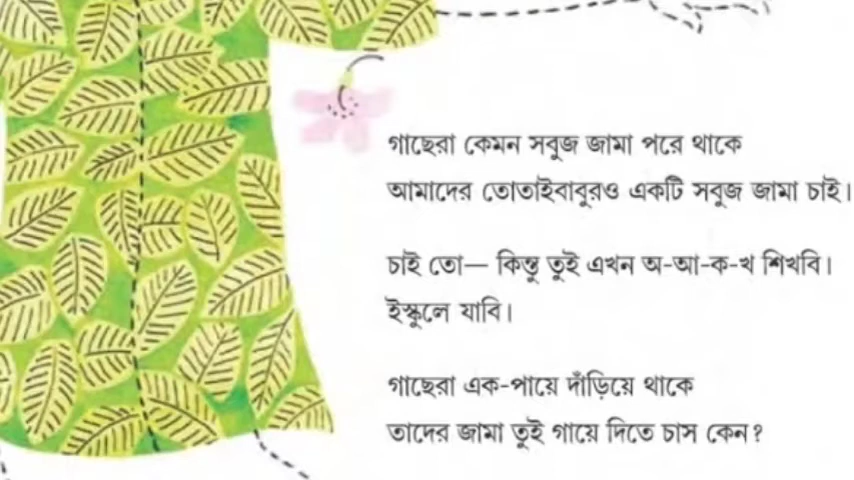 গাছেরা কেমন সবুজ জামা পরে থাকে
আমাদের তোতাইবাবুরও একটি সবুজ জামা চাই।
চাই তো— কিন্তু তুই এখন অ-আ-ক-খ শিখবি।
ইস্কুলে যাবি।
গাছেরা এক-পায়ে দাঁড়িয়ে থাকে
তাদের জামা তুই গায়ে দিতে চাস কেন?